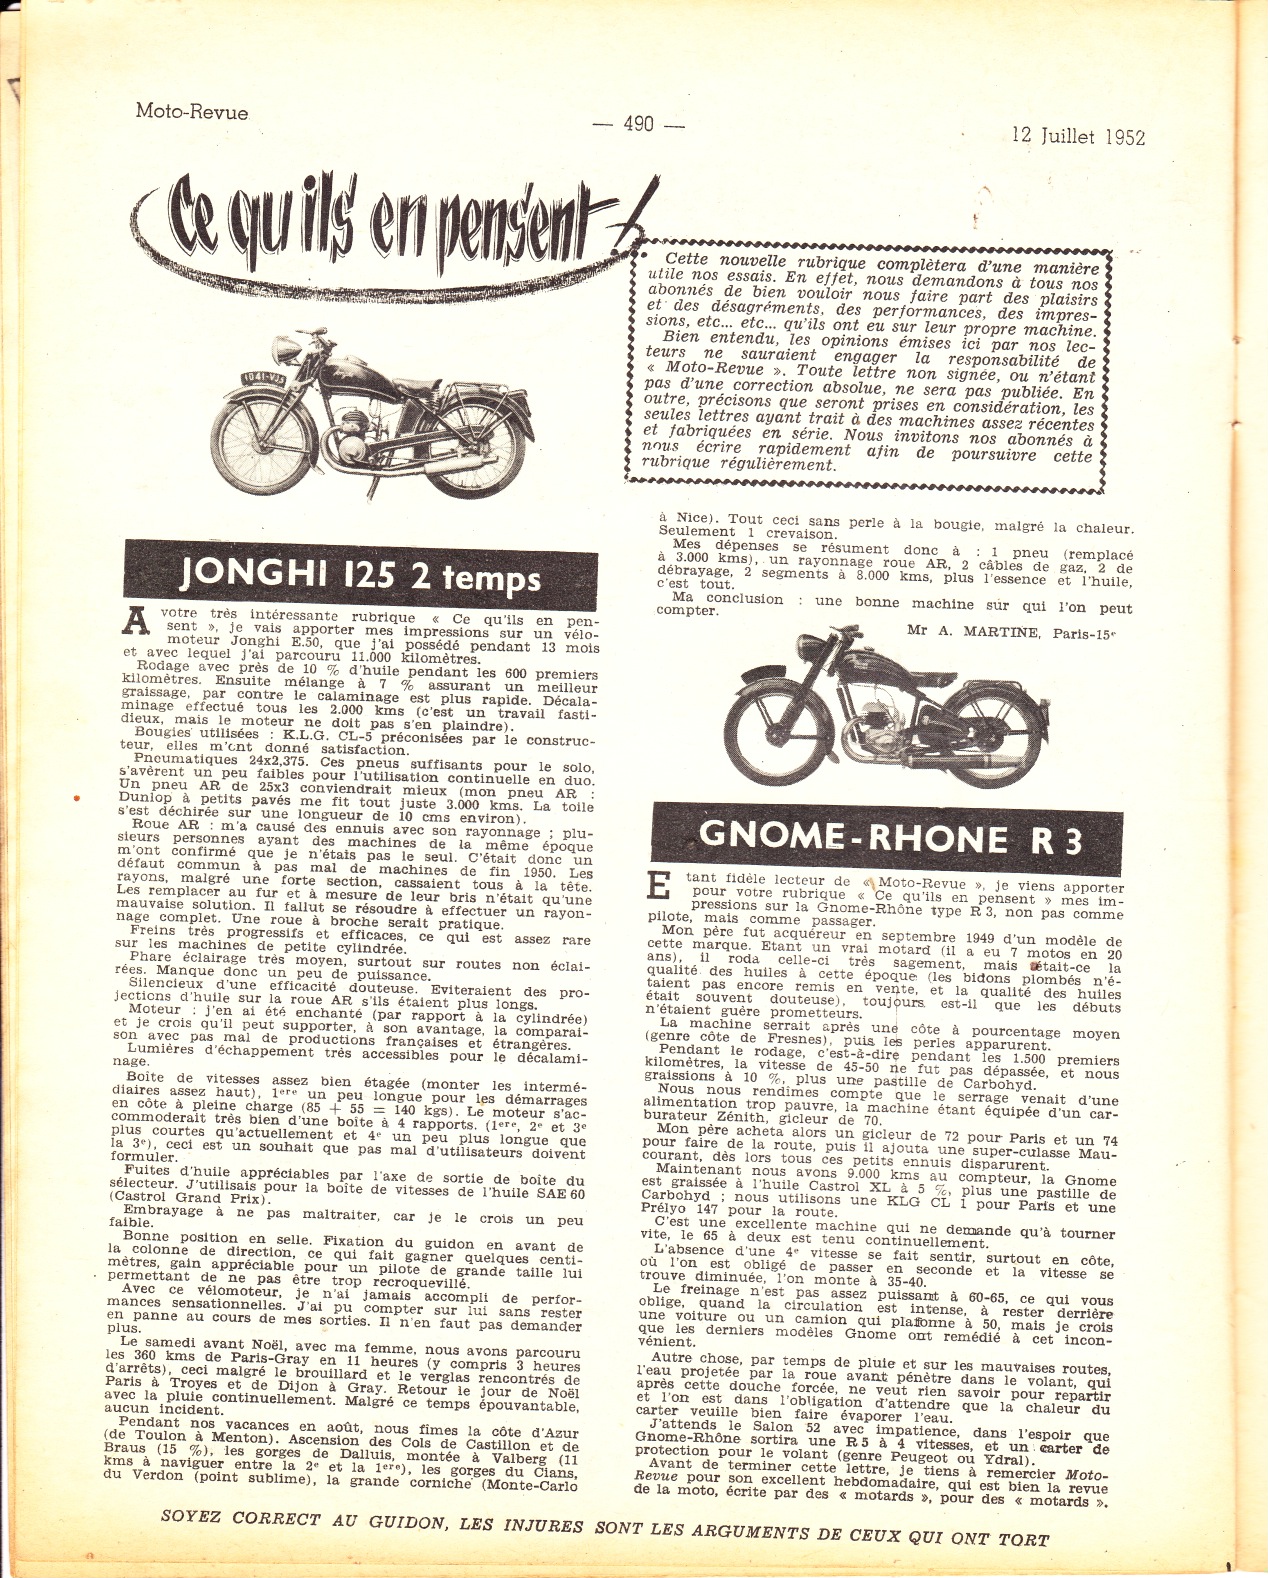 Moto-Revue
— 490 —
12 Juillet 1952
Ce qu'ils en pensent !
Cette nouvelle rubrique complètera d'une manière
utile nos essais. En effet, nous demandons à tous nos
abonnés de bien vouloir nous faire part des plaisirs
et des désagréments, des performances, des impres-
sions, etc... etc... qu'ils ont eu sur leur propre machine.
Bien entendu, les opinions émises ici par nos lec-
teurs ne sauraient engager la responsabilité de
« Moto-Revue ». Toute lettre non signée, ou n'étant
pas d'une correction absolue, ne sera pas publiée. En
outre, précisons que seront prises en considération, les
seules lettres ayant trait à des machines assez récentes
et fabriquées en série. Nous invitons nos abonnés à
nous écrire rapidement afin de poursuivre cette
rubrique régulièrement.
1041-VJ5
JONGHI 125 2 temps
A votre très intéressante rubrique « Ce qu'ils en pen-
sent », je vais apporter mes impressions sur un vélo-
moteur Jonghi E.50, que j'ai possédé pendant 13 mois
et avec lequel j'ai parcouru 11.000 kilomètres.
Rodage avec près de 10 % d'huile pendant les 600 premiers
kilomètres. Ensuite mélange à 7 % assurant un meilleur
graissage, par contre le calaminage est plus rapide. Décala-
minage effectué tous les 2.000 kms (c'est un travail fasti-
dieux, mais le moteur ne doit pas s'en plaindre).
Bougies utilisées : K.L.G. CL-5 préconisées par le construc-
teur, elles m'ont donné satisfaction.
Pneumatiques 24x2,375. Ces pneus suffisants pour le solo,
s'avèrent un peu faibles pour l'utilisation continuelle en duo.
Un pneu AR de 25x3 conviendrait mieux (mon pneu AR :
Dunlop à petits pavés me fit tout juste 3.000 kms. La toile
s'est déchirée sur une longueur de 10 cms environ).
Roue AR : m'a causé des ennuis avec son rayonnage ; plu-
sieurs personnes ayant des machines de la même époque
m'ont confirmé que je n'étais pas le seul. C'était donc un
défaut commun à pas mal de machines de fin 1950. Les
rayons, malgré une forte section, cassaient tous à la tête.
Les remplacer au fur et à mesure de leur bris n'était qu'une
mauvaise solution. Il fallut se résoudre à effectuer un rayon-
nage complet. Une roue à broche serait pratique.
Freins très progressifs et efficaces, ce qui est assez rare
sur les machines de petite cylindrée.
Phare éclairage très moyen, surtout sur routes non éclai-
rées. Manque donc un peu de puissance.
Silencieux d'une efficacité douteuse. Eviteraient des pro-
jections d'huile sur la roue AR s'ils étaient plus longs.
Moteur : j'en ai été enchanté (par rapport à la cylindrée)
et je crois qu'il peut supporter, à son avantage, la comparai-
son avec pas mal de productions françaises et étrangères.
Lumières d'échappement très accessibles pour le décalami-
nage.
Boîte de vitesses assez bien étagée (monter les intermé-
diaires assez haut), 1ere un peu longue pour les démarrages
en côte à pleine charge (85 + 55 = 140 kgs). Le moteur s'ac-
commoderait très bien d'une boîte à 4 rapports. (1ere, 2e et 3e
plus courtes qu'actuellement et 4e un peu plus longue que
la 3e), ceci est un souhait que pas mal d'utilisateurs doivent
formuler.
Fuites d'huile appréciables par l'axe de sortie de boîte du
sélecteur. J'utilisais pour la boîte de vitesses de l'huile SAE 60
(Castrol Grand Prix).
Embrayage à ne pas maltraiter, car je le crois un peu
faible.
Bonne position en selle. Fixation du guidon en avant de
la colonne de direction, ce qui fait gagner quelques centi-
mètres, gain appréciable pour un pilote de grande taille lui
permettant de ne pas être trop recroquevillé.
Avec ce vélomoteur, je n'ai jamais accompli de perfor-
mances sensationnelles. J'ai pu compter sur lui sans rester
en panne au cours de mes sorties. Il n'en faut pas demander
plus.
Le samedi avant Noël, avec ma femme, nous avons parcouru
les 360 kms de Paris-Gray en 11 heures (y compris 3 heures
d'arrêts), ceci malgré le brouillard et le verglas rencontrés de
Paris à Troyes et de Dijon à Gray. Retour le jour de Noël
avec la pluie continuellement. Malgré ce temps épouvantable,
aucun incident.
Pendant nos vacances en août, nous fîmes la côte d'Azur
(de Toulon à Menton). Ascension des Cols de Castillon et de
Braus (15 %), les gorges de Dalluis, montée à Valberg (11
kms à naviguer entre la 2e et la 1ere), les gorges du Cians,
du Verdon (point sublime), la grande corniche (Monte-Carlo
à Nice). Tout ceci sans perle à la bougie, malgré la chaleur.
Seulement 1 crevaison.
Mes dépenses se résument donc à : 1 pneu (remplacé
à 3.000 kms), un rayonnage roue AR, 2 câbles de gaz, 2 de
débrayage, 2 segments à 8.000 kms, plus l'essence et l'huile,
c'est tout.
Ma conclusion : une bonne machine sur qui l'on peut
compter.
Mr A. MARTINE, Paris-15e
GNOME-RHONE R 3
Etant fidèle lecteur de « Moto-Revue », je viens apporter
pour votre rubrique « Ce qu'ils en pensent » mes im-
pressions sur la Gnome-Rhône type R 3, non pas comme
pilote, mais comme passager.
Mon père fut acquéreur en septembre 1949 d'un modèle de
cette marque. Etant un vrai motard (il a eu 7 motos en 20
ans), il roda celle-ci très sagement, mais était-ce la
qualité des huiles à cette époque (les bidons plombés n'é-
taient pas encore remis en vente, et la qualité des huiles
était souvent douteuse), toujours est-il que les débuts
n'étaient guère prometteurs.
La machine serrait après une côte à pourcentage moyen
(genre côte de Fresnes), puis les perles apparurent.
Pendant le rodage, c'est-à-dire pendant les 1.500 premiers
kilomètres, la vitesse de 45-50 ne fut pas dépassée, et nous
graissions à 10 %, plus une pastille de Carbohyd.
Nous nous rendimes compte que le serrage venait d'une
alimentation trop pauvre, la machine étant équipée d'un car-
burateur Zénith, gicleur de 70.
Mon père acheta alors un gicleur de 72 pour Paris et un 74
pour faire de la route, puis il ajouta une super-culasse Mau-
courant, dès lors tous ces petits ennuis disparurent.
Maintenant nous avons 9.000 kms au compteur, la Gnome
est graissée à l'huile Castrol XL à 5 %, plus une pastille de
Carbohyd ; nous utilisons une KLG CL 1 pour Paris et une
Prélyo 147 pour la route.
C'est une excellente machine qui ne demande qu'à tourner
vite, le 65 à deux est tenu continuellement.
L'absence d'une 4e vitesse se fait sentir, surtout en côte,
où l'on est obligé de passer en seconde et la vitesse se
trouve diminuée, l'on monte à 35-40.
Le freinage n'est pas assez puissant à 60-65, ce qui vous
oblige, quand la circulation est intense, à rester derrière
une voiture ou un camion qui plafonne à 50, mais je crois
que les derniers modèles Gnome ont remédié à cet incon-
vénient.
Autre chose, par temps de pluie et sur les mauvaises routes,
l'eau projetée par la roue avant pénètre dans le volant, qui
après cette douche forcée, ne veut rien savoir pour repartir
et l'on est dans l'obligation d'attendre que la chaleur du
carter veuille bien faire évaporer l'eau.
J'attends le Salon 52 avec impatience, dans l'espoir que
Gnome-Rhône sortira une R 5 à 4 vitesses, et un carter de
protection pour le volant (genre Peugeot ou Ydral).
Avant de terminer cette lettre, je tiens à remercier Moto-
Revue pour son excellent hebdomadaire, qui est bien la revue
de la moto, écrite par des « motards », pour des « motards ».
SOYEZ CORRECT AU GUIDON, LES INJURES SONT LES ARGUMENTS DE CEUX QUI ONT TORT